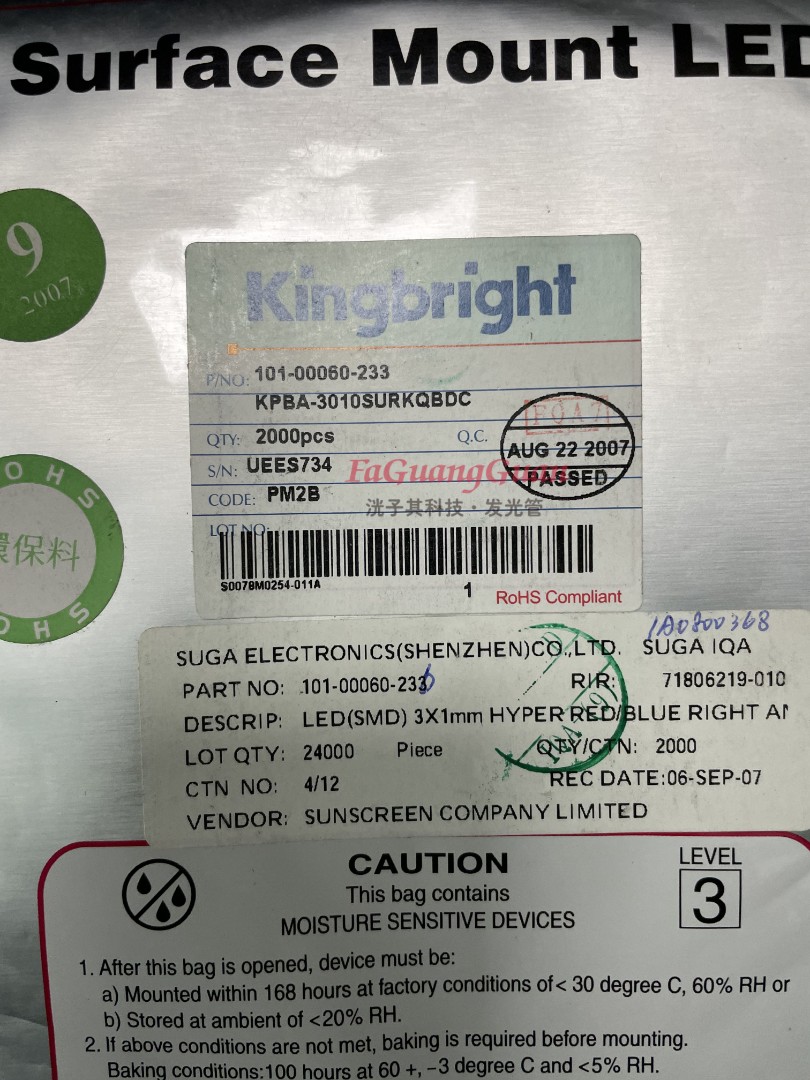 Surface Mount LED
9
2007
Kingbright
P/NO: 101-00060-233
KPBA-3010SURKQBDC
QTY: 2000pcs
Q.C.
FQA7
AUG 22 2007
PASSED
S/N: UEES734
FaGuangGuan
CODE: PM2B
洸子其科技·发光管
LOT NO:
S0078M0254-011A
1
RoHS Compliant
ROHS
環保料
ROHS
1A0800368
SUGA ELECTRONICS(SHENZHEN)CO.,LTD. SUGA IQA
PART NO: 101-00060-233 RIR: 71806219-010
DESCRIP: LED(SMD) 3X1mm HYPER RED/BLUE RIGHT AN
LOT QTY: 24000 Piece QTY/CTN: 2000
CTN NO: 4/12 REC DATE:06-SEP-07
VENDOR: SUNSCREEN COMPANY LIMITED
CAUTION
This bag contains
MOISTURE SENSITIVE DEVICES
LEVEL
3
1. After this bag is opened, device must be:
a) Mounted within 168 hours at factory conditions of< 30 degree C, 60% RH or
b) Stored at ambient of <20% RH.
2. If above conditions are not met, baking is required before mounting.
Baking conditions:100 hours at 60 +, −3 degree C and <5% RH.